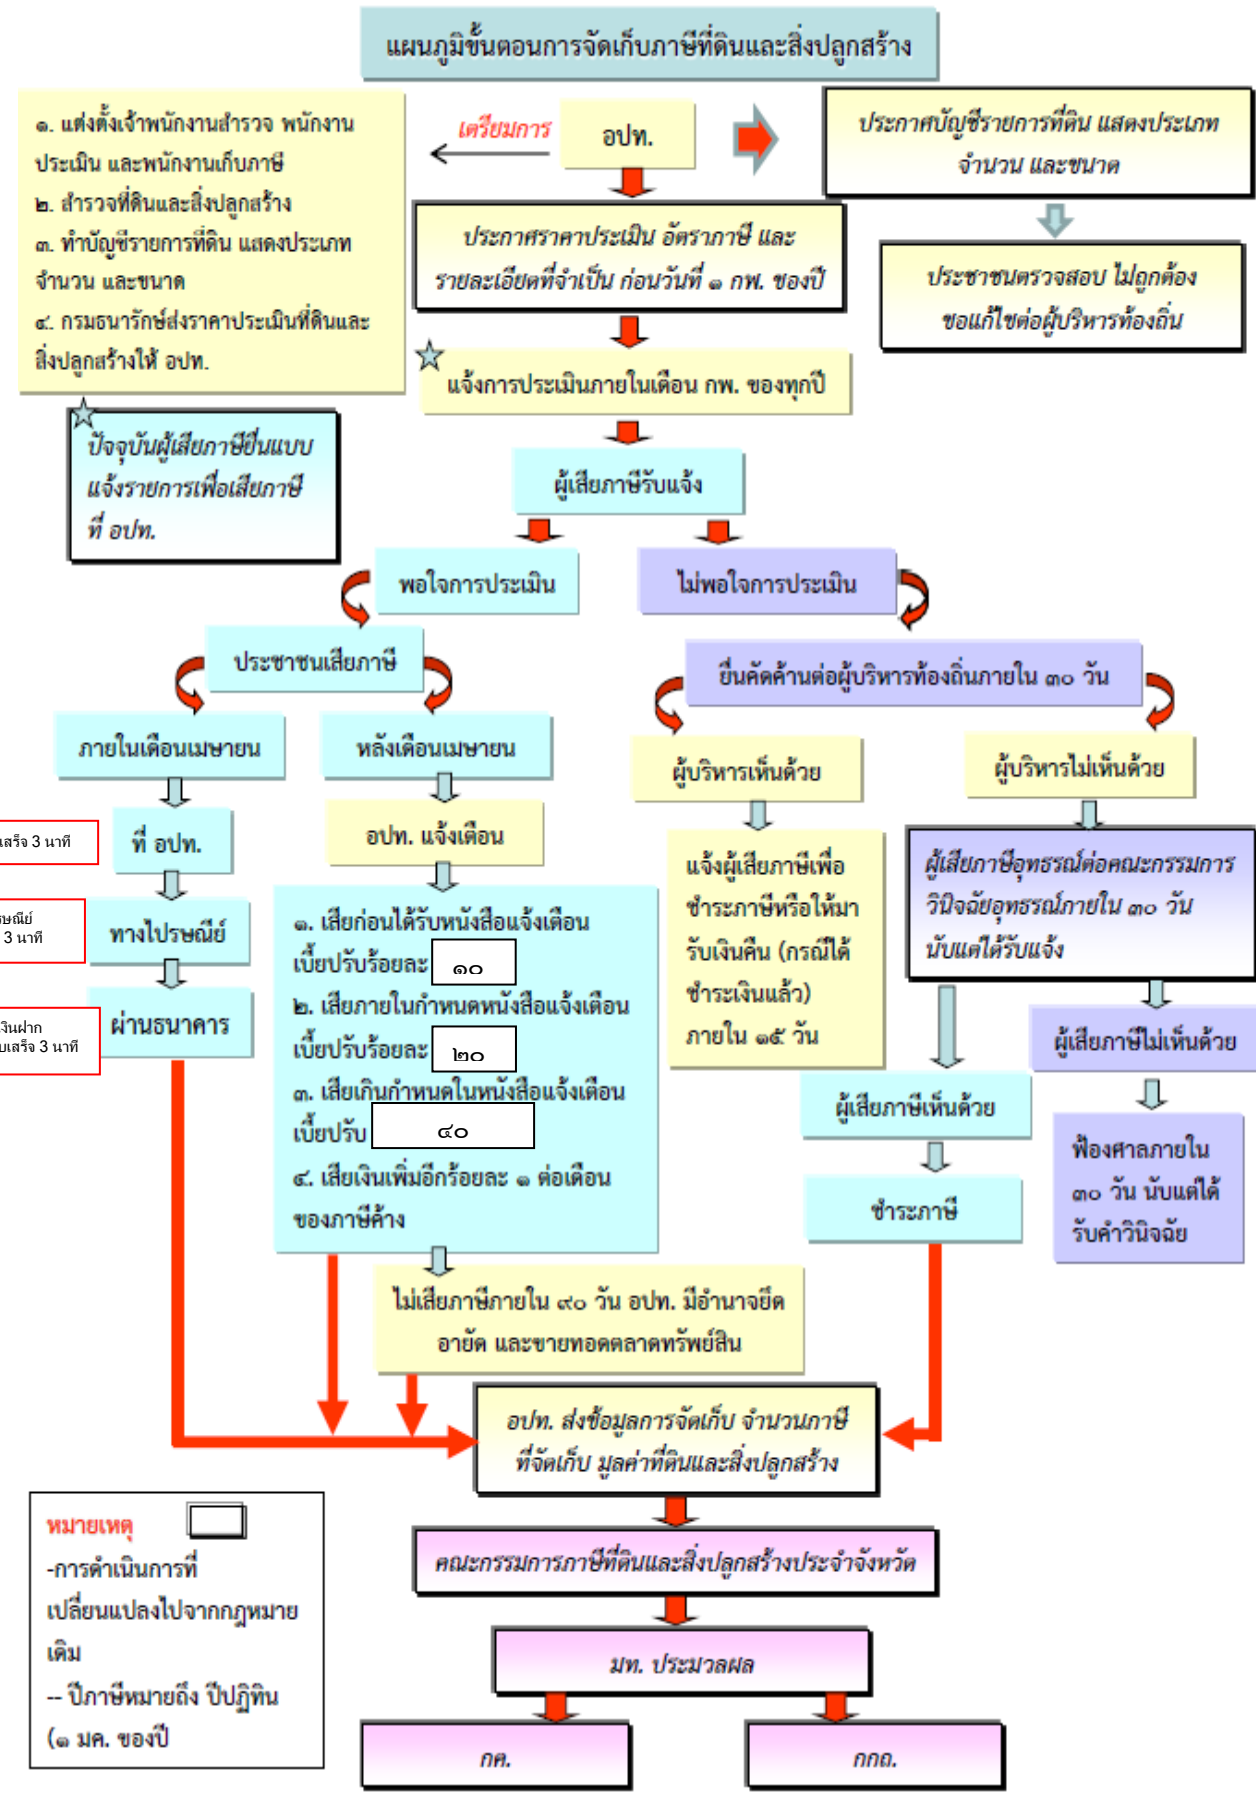 แผนภูมิขั้นตอนการจัดเก็บภาษีที่ดินและสิ่งปลูกสร้าง
๑. แต่งตั้งเจ้าพนักงานสำรวจ พนักงาน
ประเมิน และพนักงานเก็บภาษี
๒. สำรวจที่ดินและสิ่งปลูกสร้าง
๓. ทำบัญชีรายการที่ดิน แสดงประเภท
จำนวน และขนาด
๔. กรมธนารักษ์ส่งราคาประเมินที่ดินและ
สิ่งปลูกสร้างให้ อปท.
เตรียมการ
อปท.
ประกาศบัญชีรายการที่ดิน แสดงประเภท
จำนวน และขนาด
ประกาศราคาประเมิน อัตราภาษี และ
รายละเอียดที่จำเป็น ก่อนวันที่ ๑ กพ. ของปี
ประชาชนตรวจสอบ ไม่ถูกต้อง
ขอแก้ไขต่อผู้บริหารท้องถิ่น
แจ้งการประเมินภายในเดือน กพ. ของทุกปี
ปัจจุบันผู้เสียภาษียื่นแบบ
แจ้งรายการเพื่อเสียภาษี
ที่ อปท.
ผู้เสียภาษีรับแจ้ง
พอใจการประเมิน
ไม่พอใจการประเมิน
ประชาชนเสียภาษี
ยื่นคัดค้านต่อผู้บริหารท้องถิ่นภายใน ๓๐ วัน
ภายในเดือนเมษายน
หลังเดือนเมษายน
ผู้บริหารเห็นด้วย
ผู้บริหารไม่เห็นด้วย
เสร็จ 3 นาที
ที่ อปท.
อปท. แจ้งเตือน
แจ้งผู้เสียภาษีเพื่อ
ชำระภาษีหรือให้มา
รับเงินคืน (กรณีได้
ชำระเงินแล้ว)
ภายใน ๑๕ วัน
ผู้เสียภาษีอุทธรณ์ต่อคณะกรรมการ
วินิจฉัยอุทธรณ์ภายใน ๓๐ วัน
นับแต่ได้รับแจ้ง
รษณีย์
3 นาที
ทางไปรษณีย์
๑. เสียก่อนได้รับหนังสือแจ้งเตือน
เบี้ยปรับร้อยละ ๑๐
๒. เสียภายในกำหนดหนังสือแจ้งเตือน
เบี้ยปรับร้อยละ ๒๐
๓. เสียเกินกำหนดในหนังสือแจ้งเตือน
เบี้ยปรับ ๔๐
๔. เสียเงินเพิ่มอีกร้อยละ ๑ ต่อเดือน
ของภาษีค้าง
งินฝาก
บเสร็จ 3 นาที
ผ่านธนาคาร
ผู้เสียภาษีไม่เห็นด้วย
ผู้เสียภาษีเห็นด้วย
ฟ้องศาลภายใน
๓๐ วัน นับแต่ได้
รับคำวินิจฉัย
ชำระภาษี
ไม่เสียภาษีภายใน ๙๐ วัน อปท. มีอำนาจยึด
อายัด และขายทอดตลาดทรัพย์สิน
อปท. ส่งข้อมูลการจัดเก็บ จำนวนภาษี
ที่จัดเก็บ มูลค่าที่ดินและสิ่งปลูกสร้าง
คณะกรรมการภาษีที่ดินและสิ่งปลูกสร้างประจำจังหวัด
มท. ประมวลผล
กค.
กกถ.
หมายเหตุ
-การดำเนินการที่
เปลี่ยนแปลงไปจากกฎหมาย
เดิม
-- ปีภาษีหมายถึง ปีปฏิทิน
(๑ มค. ของปี